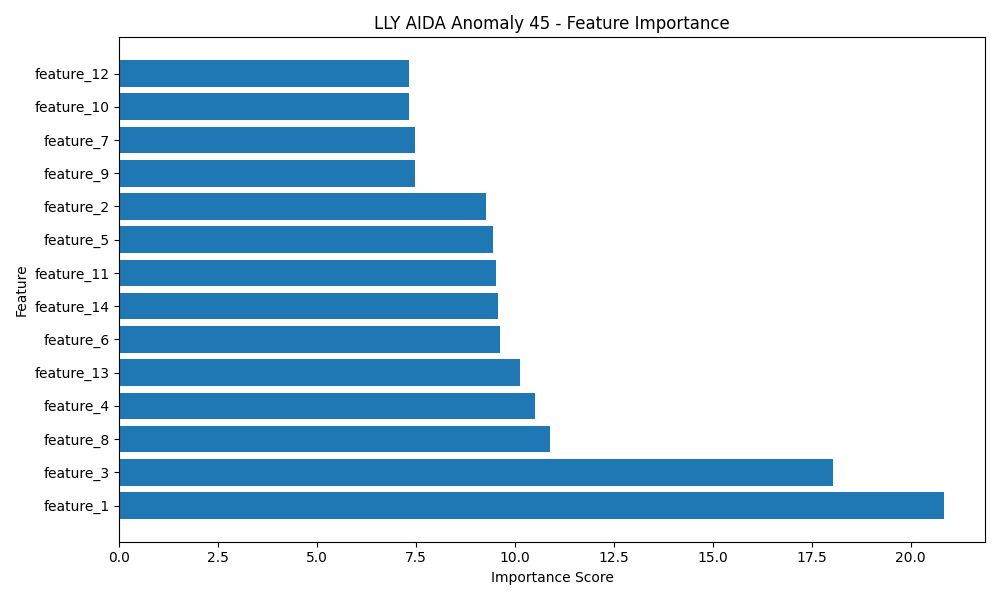 LLY AIDA Anomaly 45 - Feature Importance
feature_12
feature_10
feature_7
feature_9
feature_2
feature_5
feature_11
feature_14
feature_6
feature_13
feature_4
feature_8
feature_3
feature_1
Feature
0.0 2.5 5.0 7.5 10.0 12.5 15.0 17.5 20.0
Importance Score